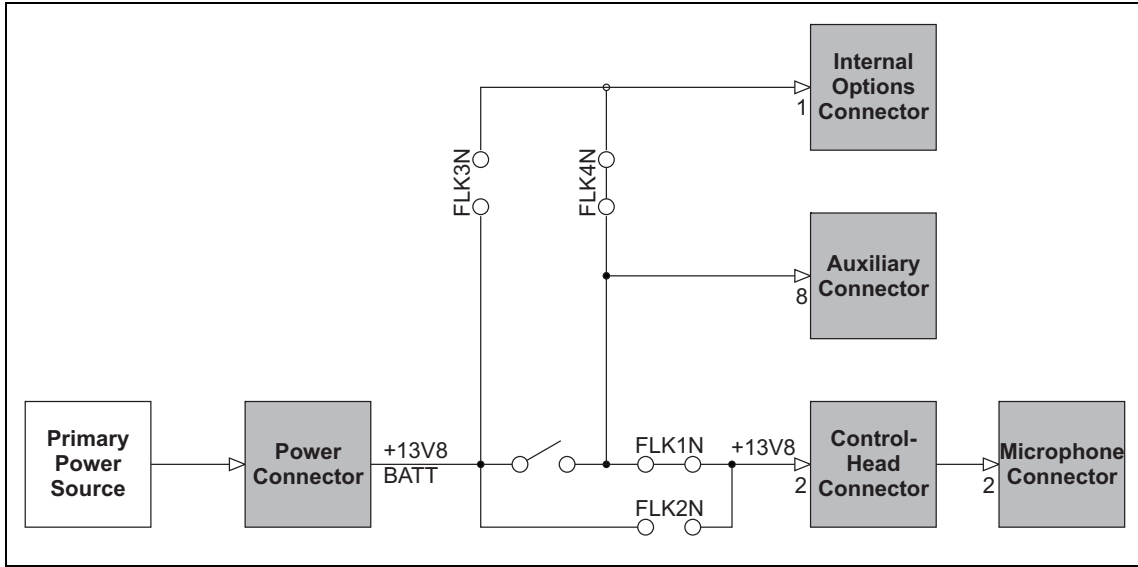 Internal
Options
Connector
1
FLK3N
FLK4N
Auxiliary
Connector
8
Primary
Power
Source
Power
Connector
+13V8
BATT
FLK1N
+13V8
FLK2N
Control-
Head
Connector
2
Microphone
Connector
2